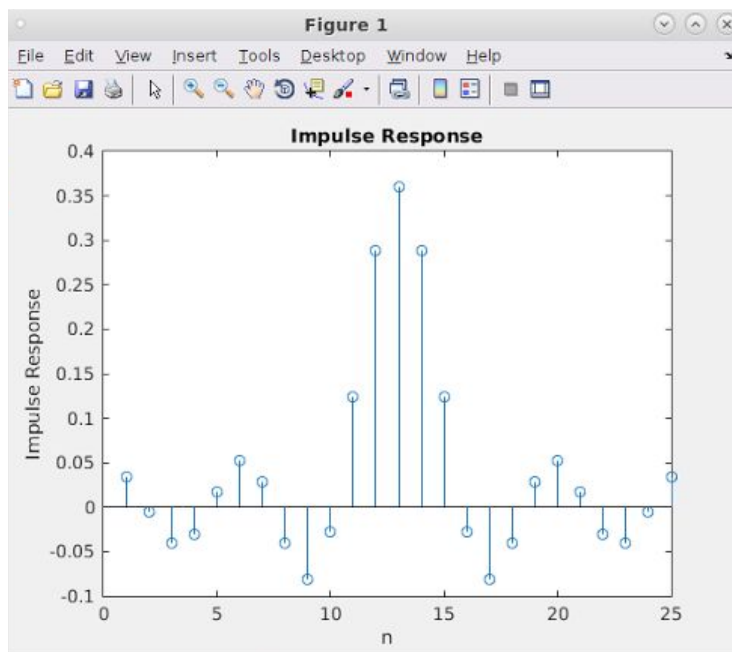 Figure 1
File Edit View Insert Tools Desktop Window Help
Impulse Response
0.4
0.35
0.3
0.25
0.2
0.15
0.1
0.05
0
-0.05
-0.1
Impulse Response
0 5 10 15 20 25
n